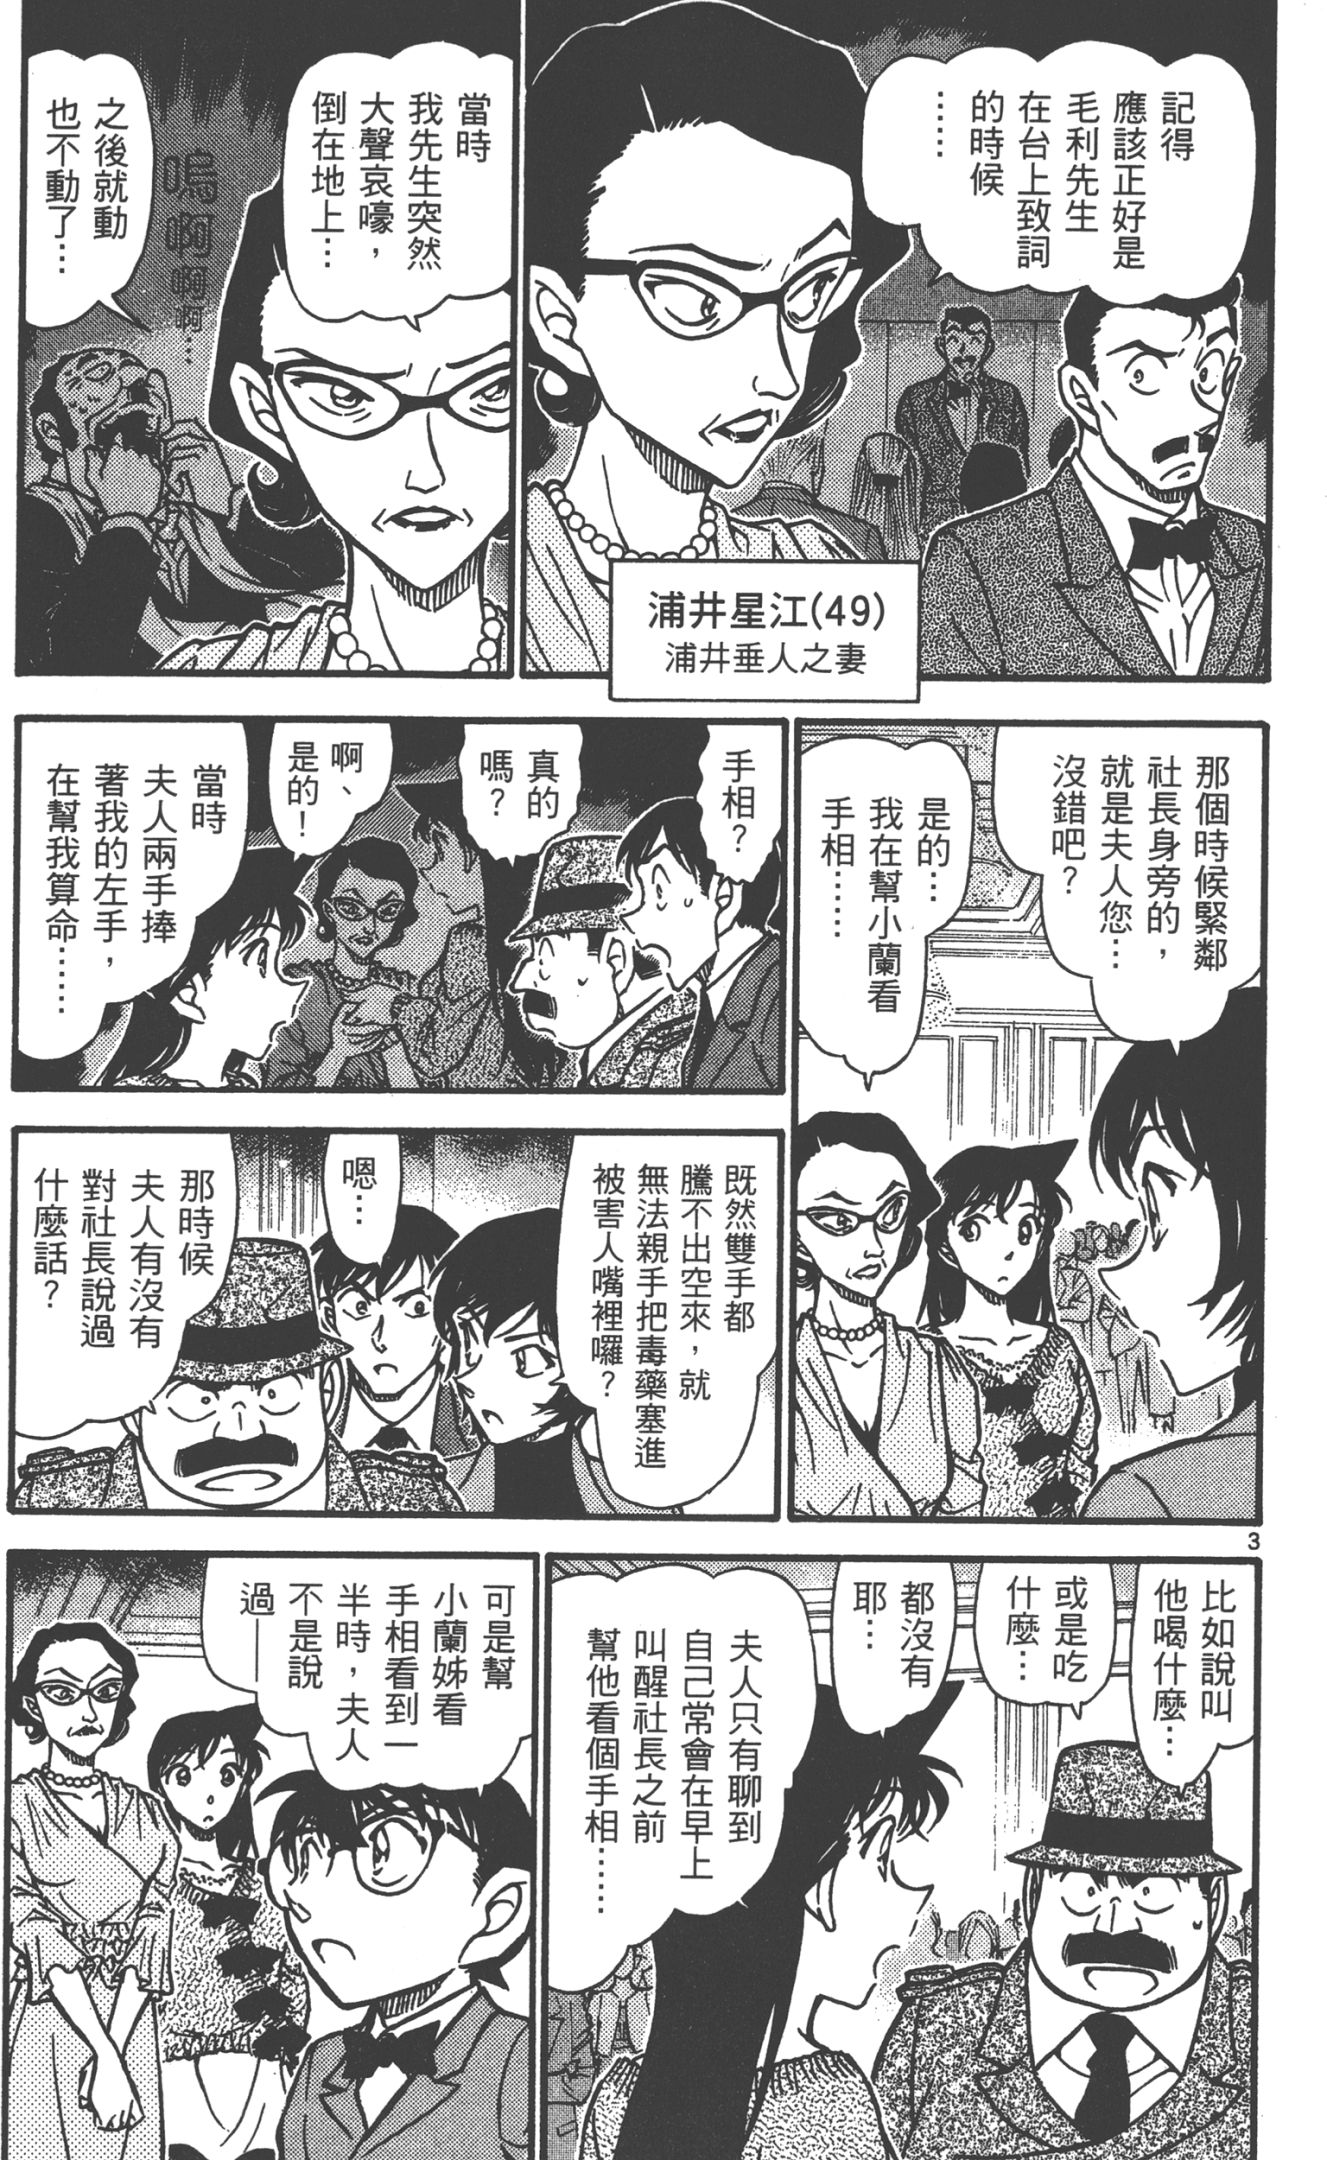 記得
應該正好是
毛利先生
在台上致詞
的時候
……
浦井星江(49)
浦井垂人之妻
當時
我先生突然
大聲哀嚎，
倒在地上…
嗚啊啊啊…
之後就動
也不動了…
那個時候緊鄰
社長身旁的，
就是夫人您…
沒錯吧？
是的…
我在幫小蘭看
手相……
手相？
真的
嗎？
啊、
是的！
當時
夫人兩手捧
著我的左手，
在幫我算命……
既然雙手都
騰不出空來，就
無法親手把毒藥塞進
被害人嘴裡囉？
嗯…
那時候
夫人有沒有
對社長說過
什麼話？
3
比如說叫
他喝什麼…
或是吃
什麼…
都沒有
耶…
夫人只有聊到
自己常會在早上
叫醒社長之前
幫他看個手相……
可是幫
小蘭姊看
手相看到一
半時，夫人
不是說
過—